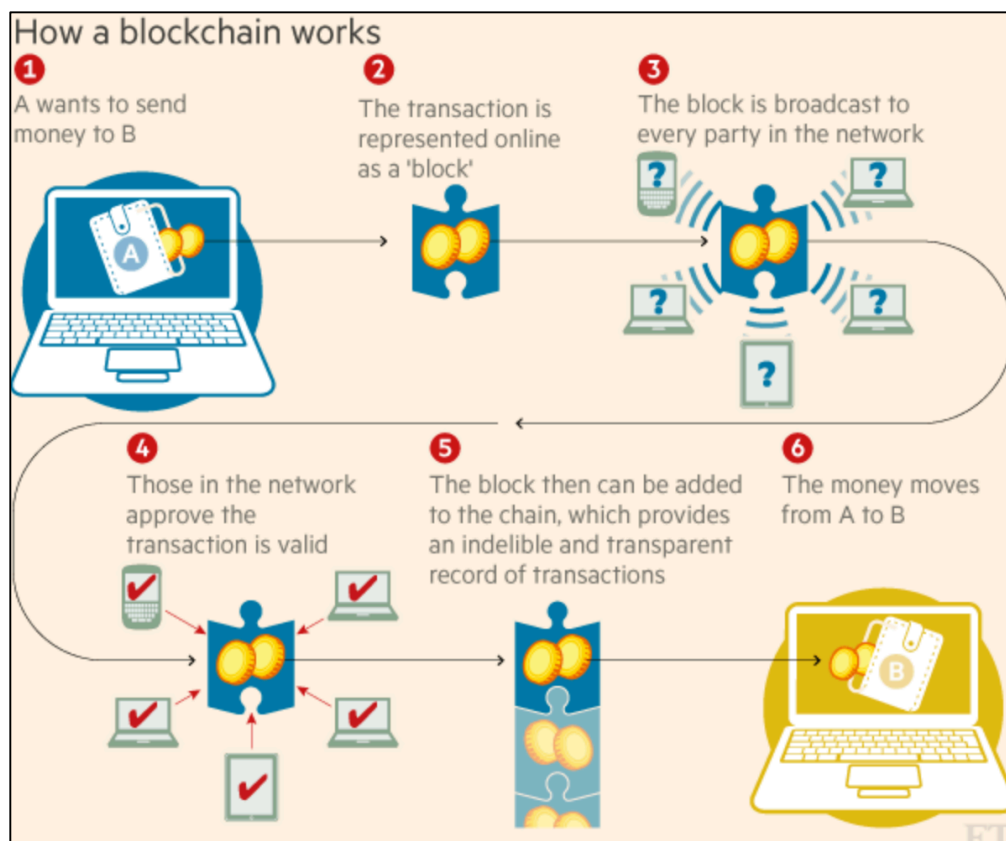 How a blockchain works
1
A wants to send
money to B
2
The transaction is
represented online
as a 'block'
3
The block is broadcast to
every party in the network
A
?
?
?
?
?
4
Those in the network
approve the
transaction is valid
5
The block then can be added
to the chain, which provides
an indelible and transparent
record of transactions
6
The money moves
from A to B
B